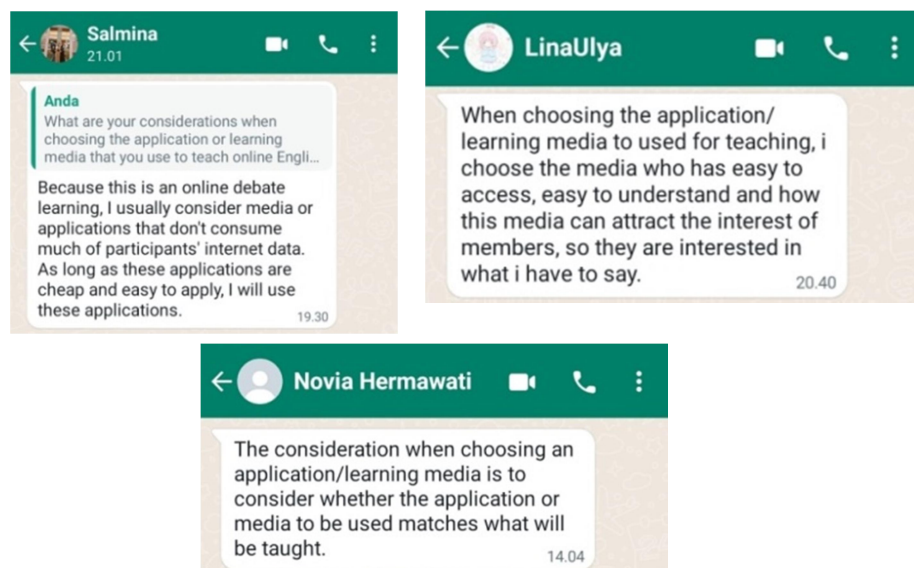 Salmina
21.01
Anda
What are your considerations when
choosing the application or learning
media that you use to teach online Engli...
Because this is an online debate
learning, I usually consider media or
applications that don't consume
much of participants' internet data.
As long as these applications are
cheap and easy to apply, I will use
these applications.
19.30
LinaUlya
When choosing the application/
learning media to used for teaching, i
choose the media who has easy to
access, easy to understand and how
this media can attract the interest of
members, so they are interested in
what i have to say.
20.40
Novia Hermawati
The consideration when choosing an
application/learning media is to
consider whether the application or
media to be used matches what will
be taught.
14.04